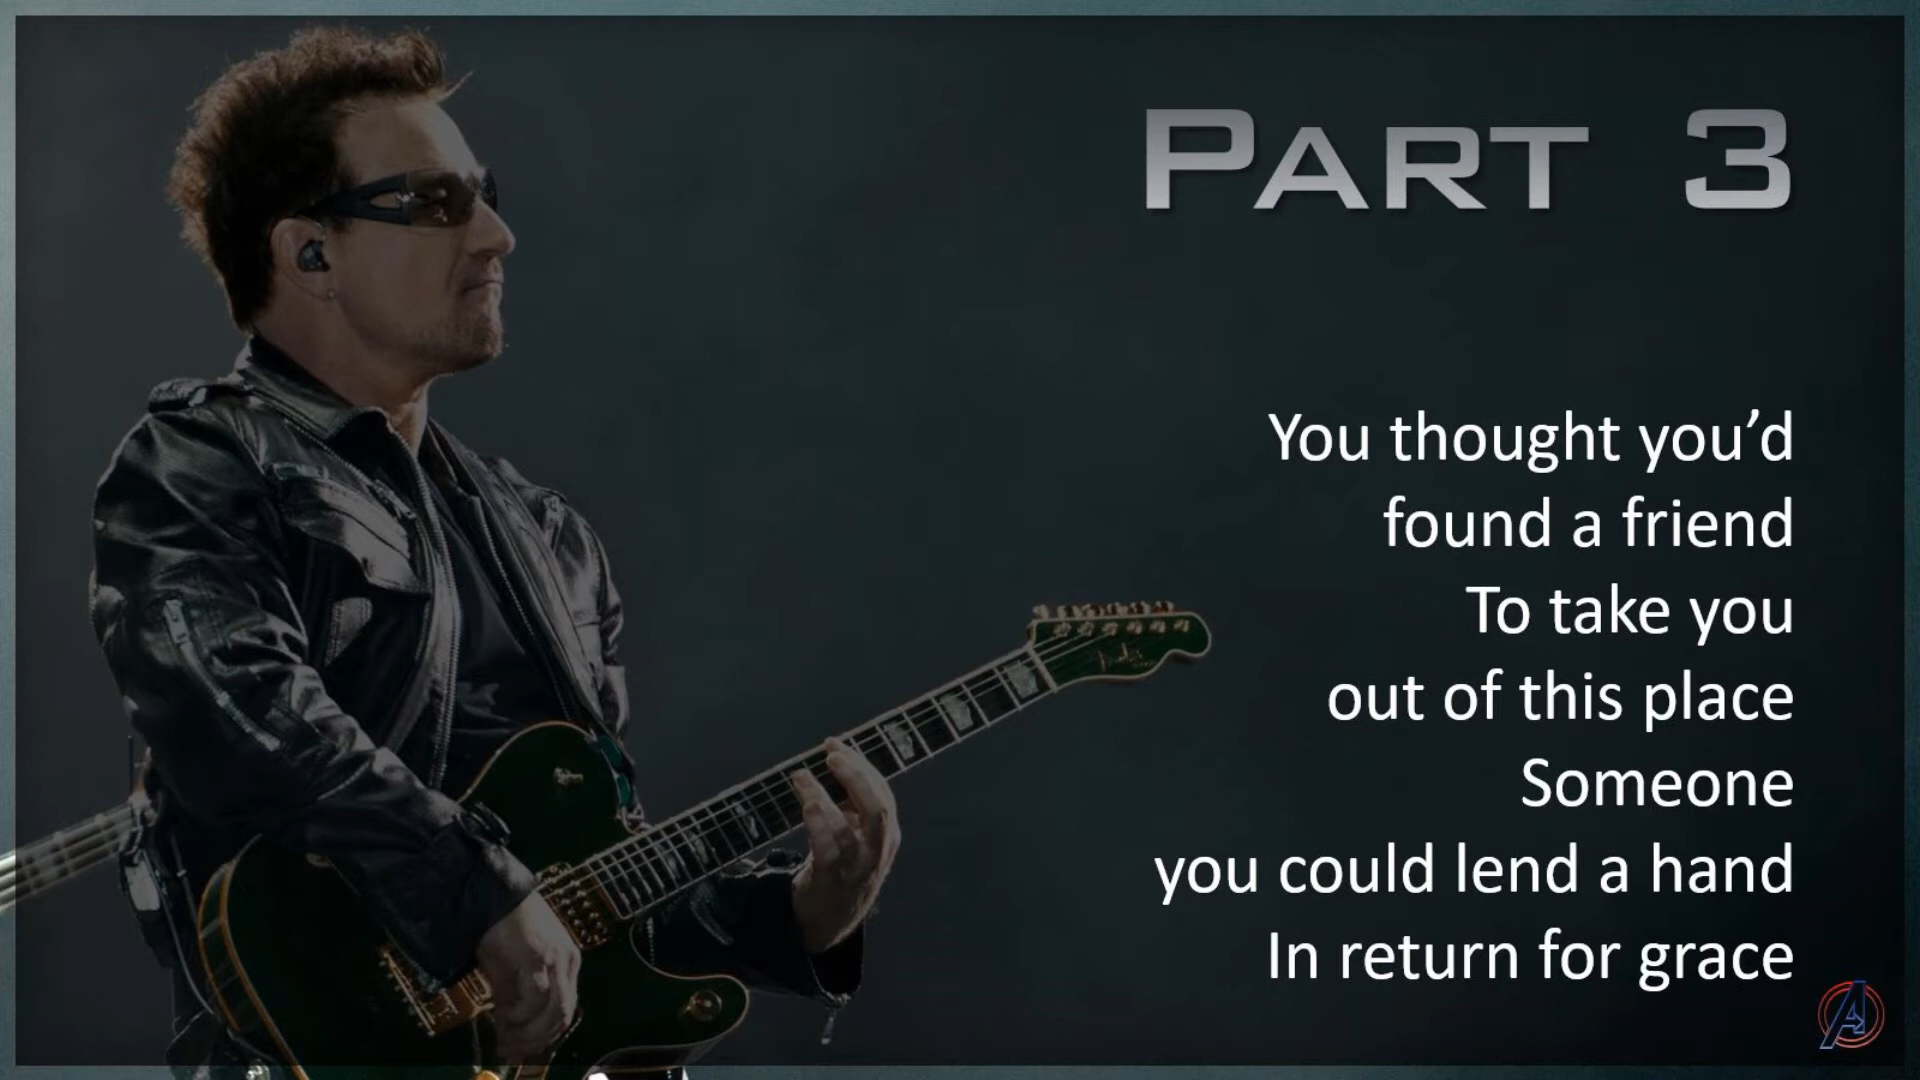 PART 3
You thought you’d
found a friend
To take you
out of this place
Someone
you could lend a hand
In return for grace
Fender